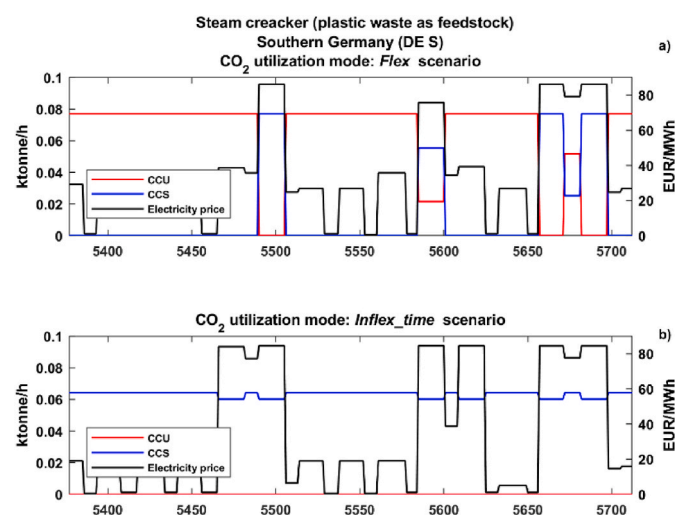 Steam creacker (plastic waste as feedstock)
Southern Germany (DE S)
CO2 utilization mode: Flex scenario
a)
0.1
0.08
0.06
0.04
0.02
0
ktonne/h
80
60
40
20
0
EUR/MWh
CCU
CCS
Electricity price
5400 5450 5500 5550 5600 5650 5700
CO2 utilization mode: Inflex_time scenario
b)
0.1
0.08
0.06
0.04
0.02
0
ktonne/h
80
60
40
20
0
EUR/MWh
CCU
CCS
Electricity price
5400 5450 5500 5550 5600 5650 5700